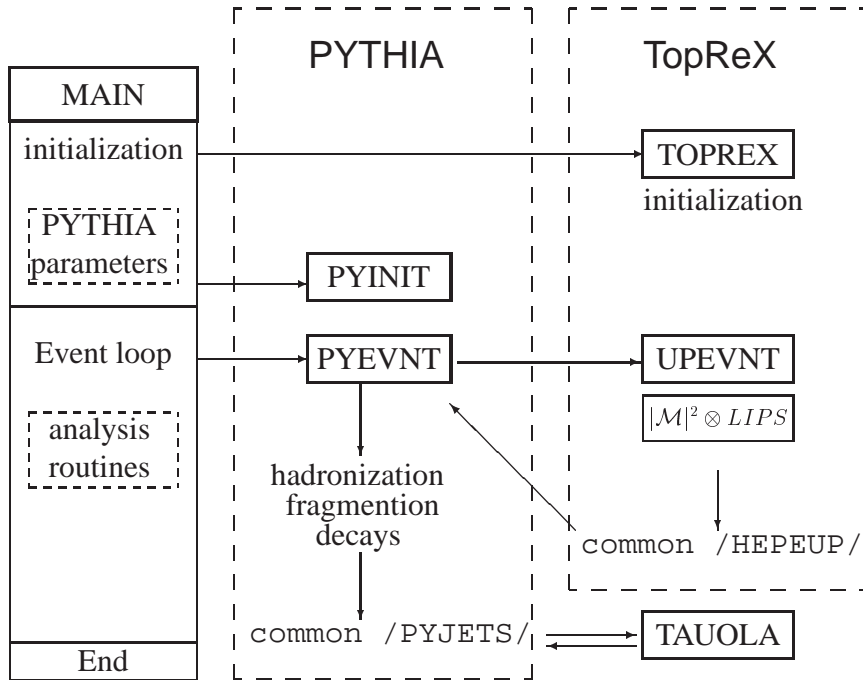 PYTHIA
TopReX
MAIN
initialization
TOPREX
initialization
PYTHIA
parameters
PYINIT
Event loop
PYEVNT
UPEVNT
|ℳ|² ⊗ LIPS
analysis
routines
hadronization
fragmention
decays
common /HEPEUP/
common /PYJETS/
TAUOLA
End